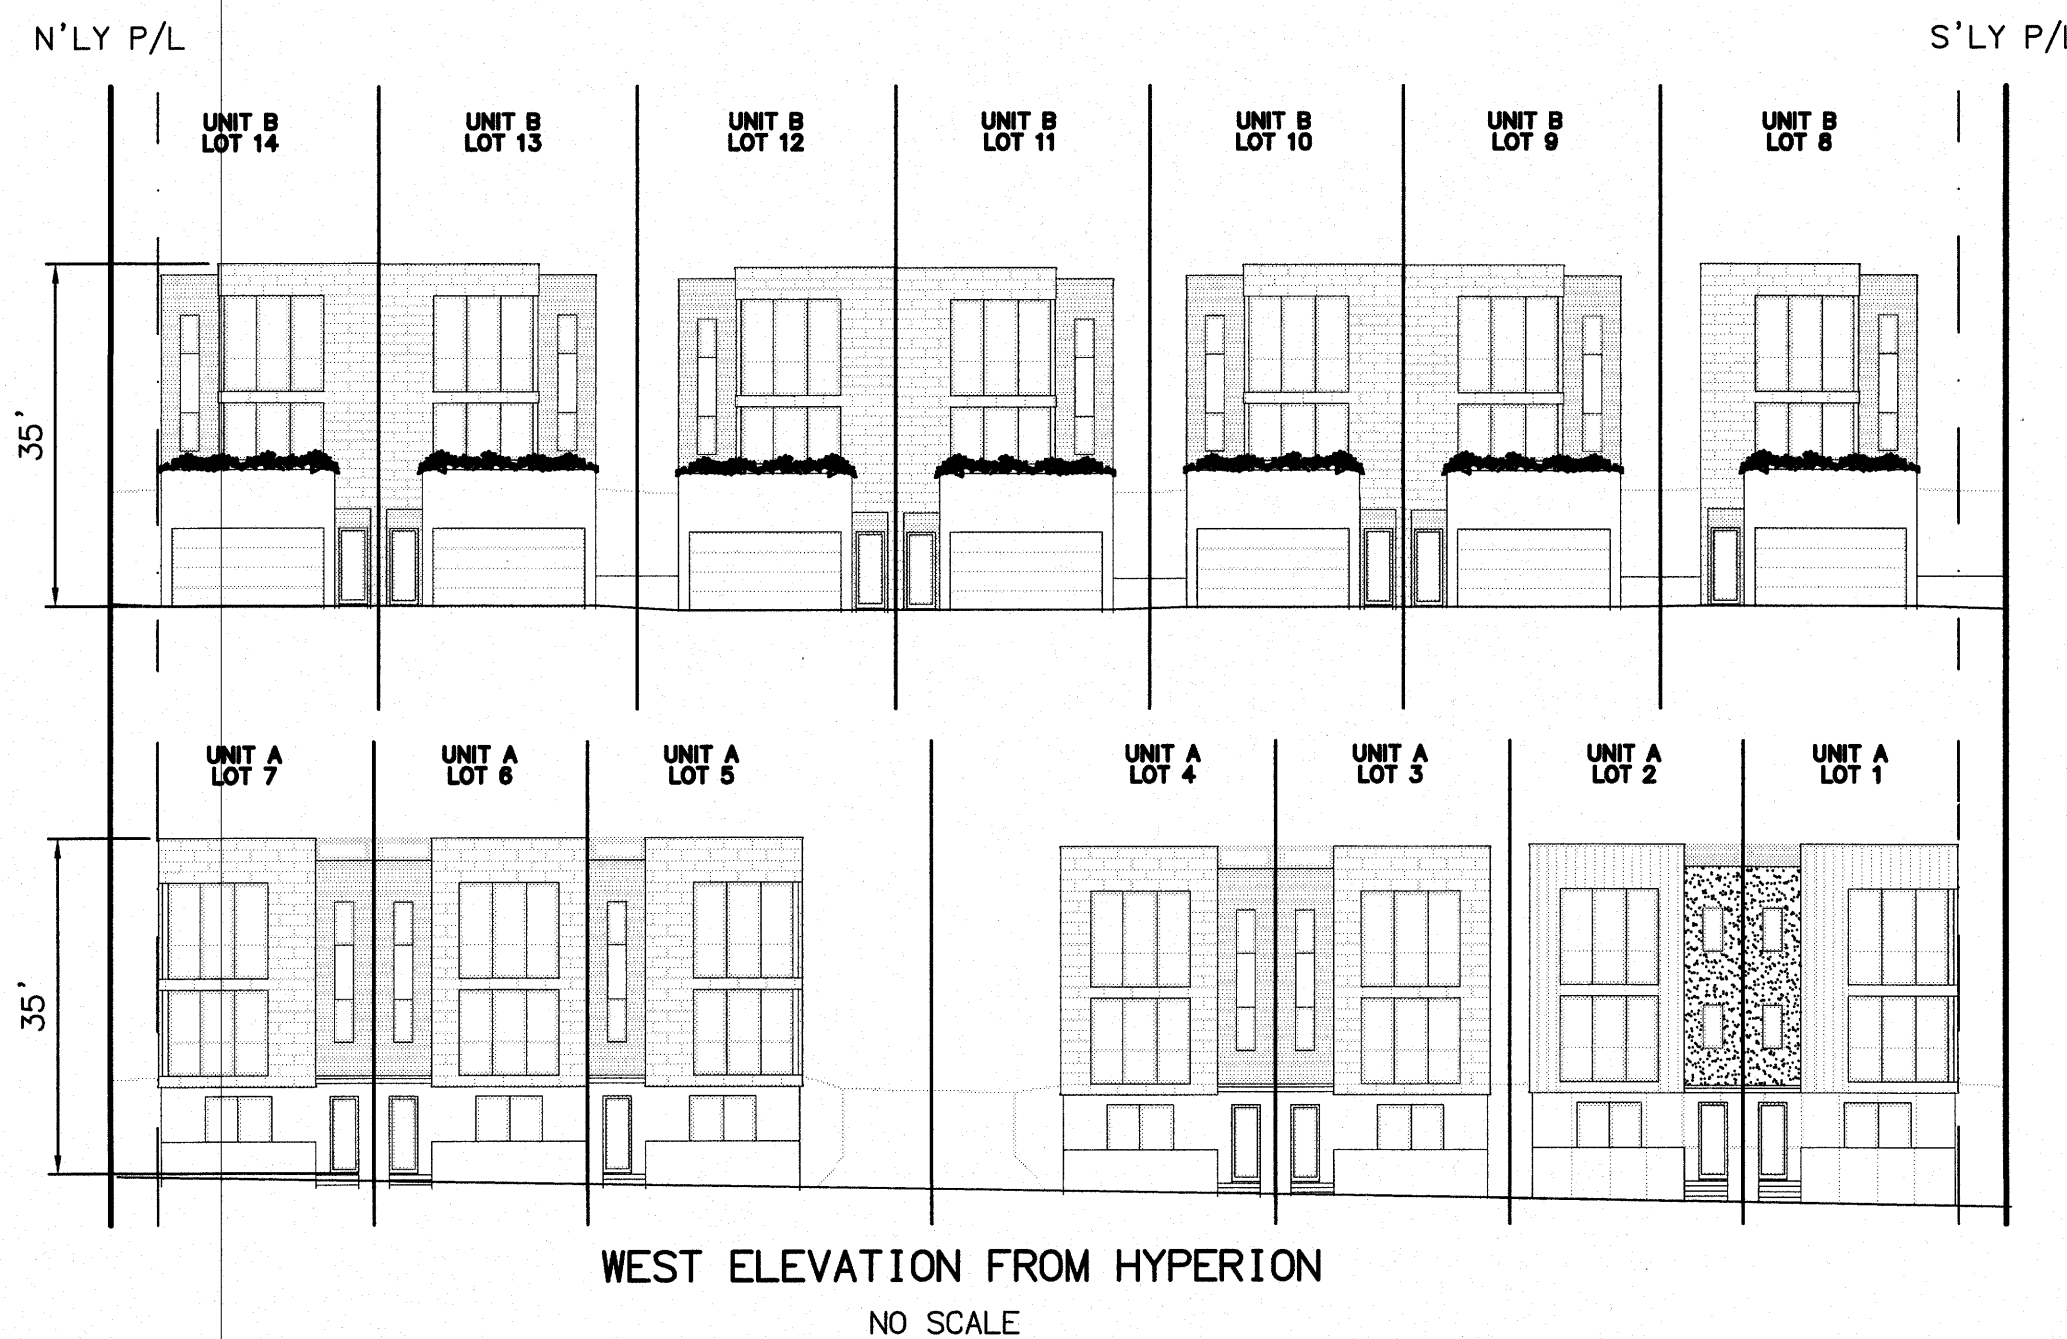 N'LY P/L
S'LY P/L
UNIT B
LOT 14
UNIT B
LOT 13
UNIT B
LOT 12
UNIT B
LOT 11
UNIT B
LOT 10
UNIT B
LOT 9
UNIT B
LOT 8
35'
UNIT A
LOT 7
UNIT A
LOT 6
UNIT A
LOT 5
UNIT A
LOT 4
UNIT A
LOT 3
UNIT A
LOT 2
UNIT A
LOT 1
35'
WEST ELEVATION FROM HYPERION
NO SCALE